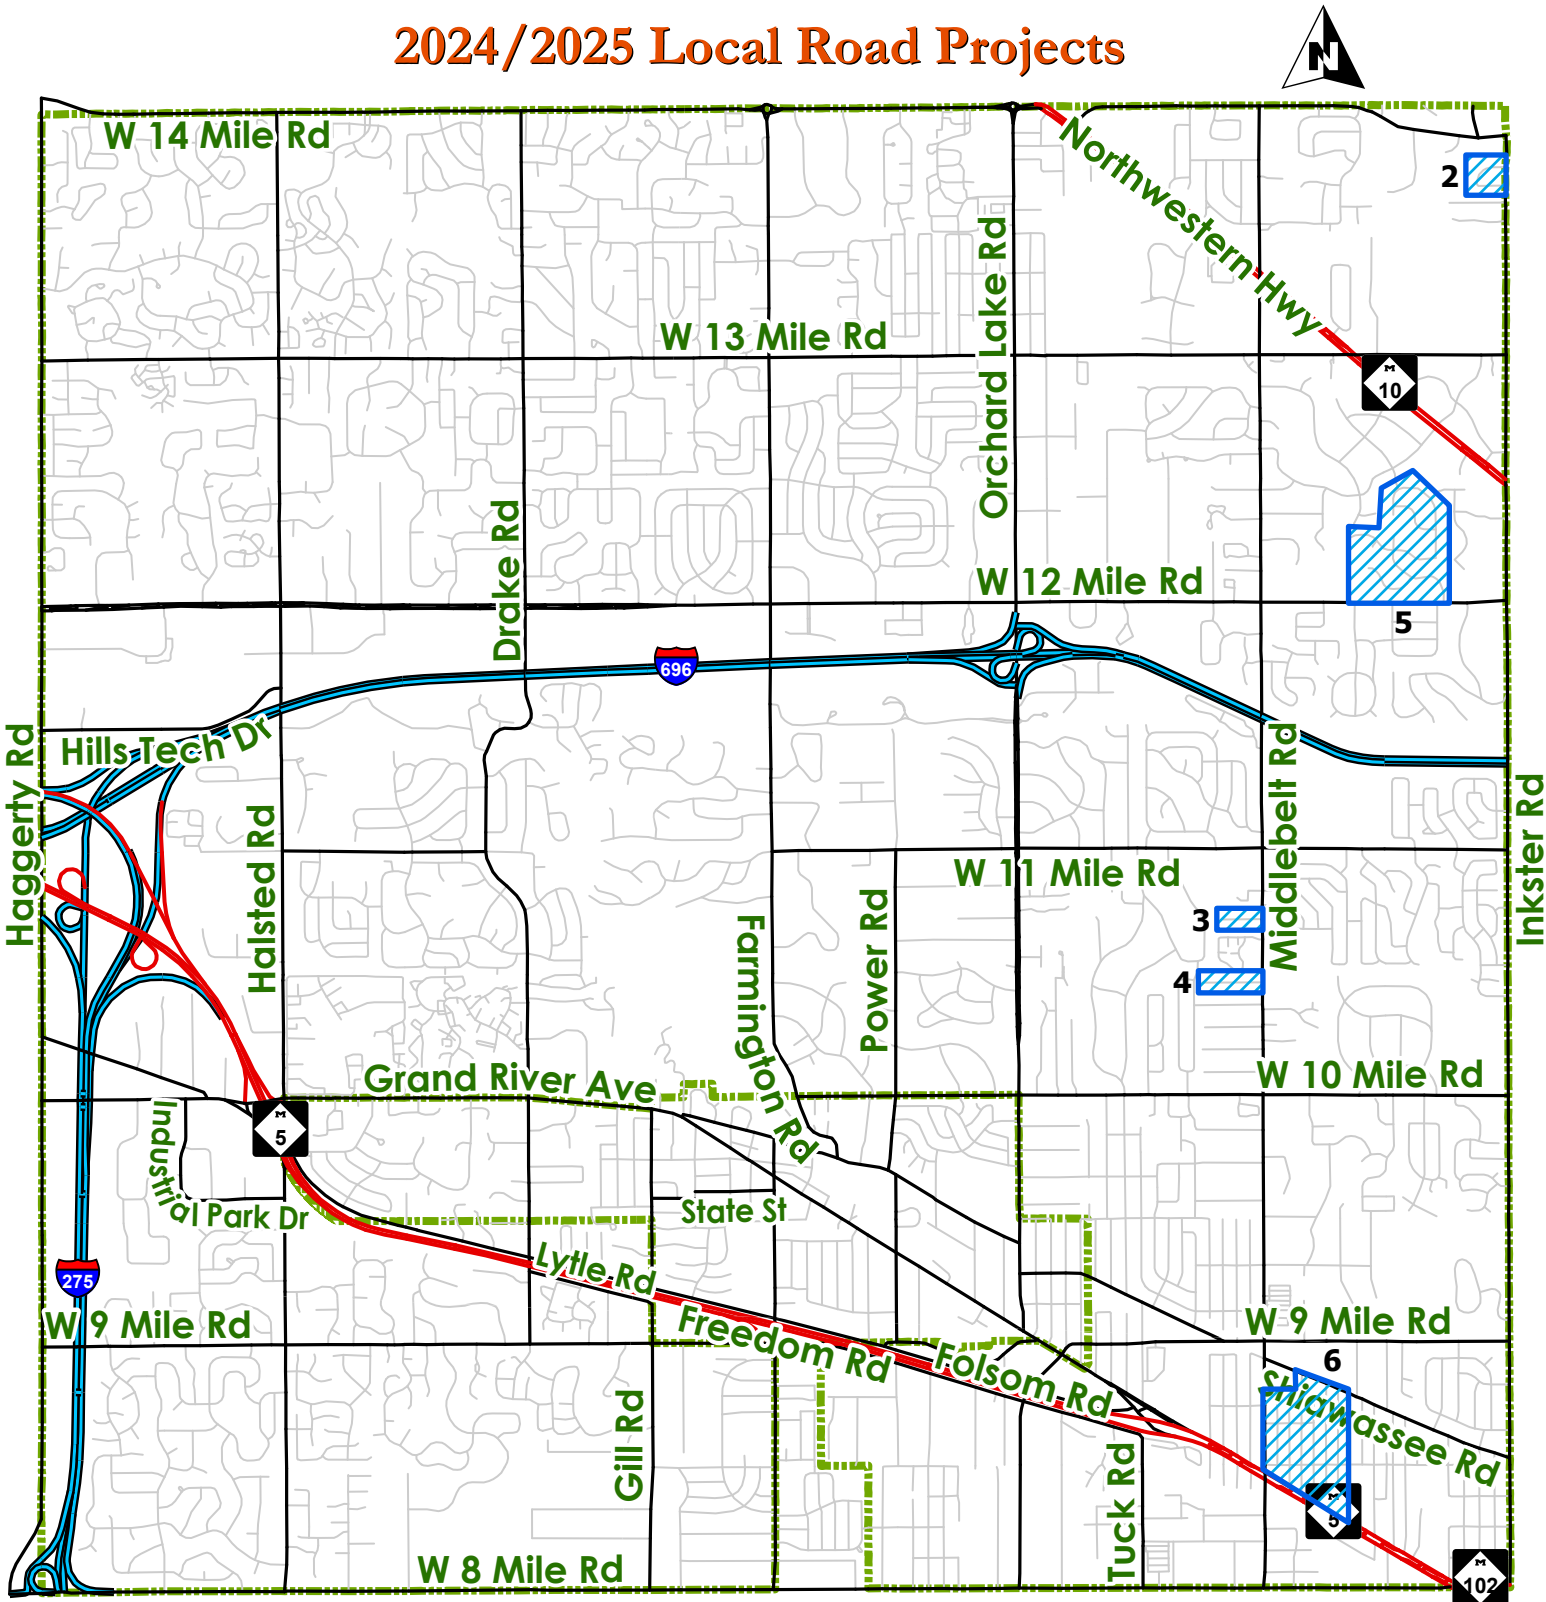 2024/2025 Local Road Projects
N
W 14 Mile Rd
Northwestern Hwy
2
Orchard Lake Rd
W 13 Mile Rd
M
10
Drake Rd
W 12 Mile Rd
5
696
Hills Tech Dr
Haggerty Rd
Halsted Rd
Middlebelt Rd
Inkster Rd
W 11 Mile Rd
Farmington Rd
Power Rd
3
4
W 10 Mile Rd
Grand River Ave
M
5
Industrial Park Dr
State St
Lytle Rd
275
W 9 Mile Rd
Freedom Rd
Folsom Rd
W 9 Mile Rd
6
Shiawassee Rd
Gill Rd
Tuck Rd
M
5
W 8 Mile Rd
M
102